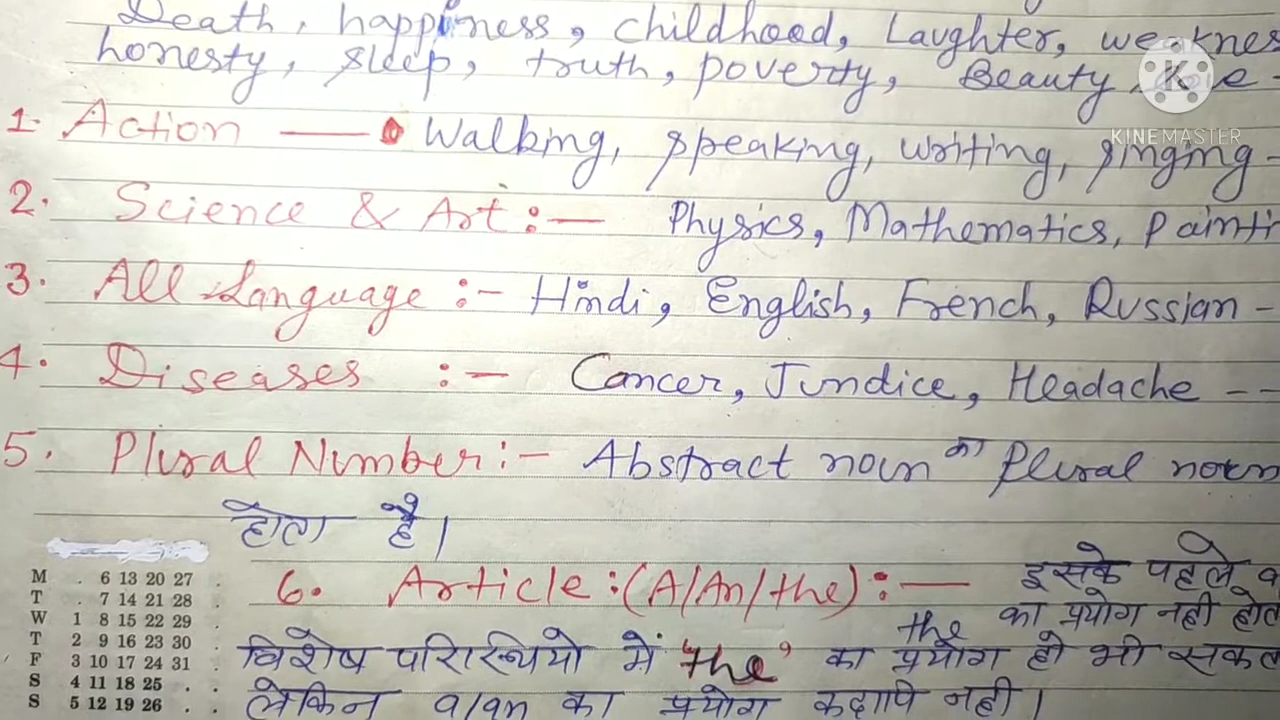 Death, happiness, childhood, Laughter, weaknes
honesty, sleep, truth, poverty, Beauty
KINEMASTER
1. Action — Walking, speaking, writing, singing -
2. Science & Art :— Physics, Mathematics, Painti
3. All Language :- Hindi, English, French, Russian -
4. Diseases :- Cancer, Jundice, Headache --
5. Plural Number :- Abstract noun का Plural noun
होता है।
6. Article : (A/An/the) :— इसके पहले a
the का प्रयोग नही होत
विशेष परिस्थियो में 'the' का प्रयोग हो भी सकत
लेकिन a/an का प्रयोग कदापि नही।
M . 6 13 20 27 .
T . 7 14 21 28 .
W 1 8 15 22 29 .
T 2 9 16 23 30 .
F 3 10 17 24 31 .
S 4 11 18 25 . .
S 5 12 19 26 . .